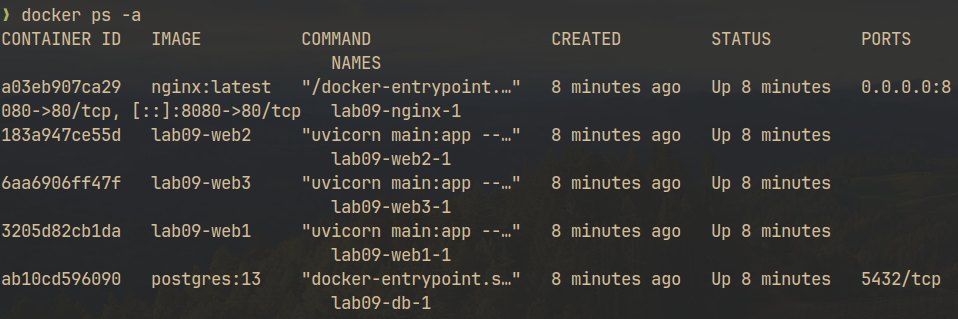 ❯ docker ps -a
CONTAINER ID   IMAGE          COMMAND                  CREATED         STATUS         PORTS
                                 NAMES
a03eb907ca29   nginx:latest   "/docker-entrypoint.…"   8 minutes ago   Up 8 minutes   0.0.0.0:8
080->80/tcp, [::]:8080->80/tcp   lab09-nginx-1
183a947ce55d   lab09-web2     "uvicorn main:app --…"   8 minutes ago   Up 8 minutes
                                 lab09-web2-1
6aa6906ff47f   lab09-web3     "uvicorn main:app --…"   8 minutes ago   Up 8 minutes
                                 lab09-web3-1
3205d82cb1da   lab09-web1     "uvicorn main:app --…"   8 minutes ago   Up 8 minutes
                                 lab09-web1-1
ab10cd596090   postgres:13    "docker-entrypoint.s…"   8 minutes ago   Up 8 minutes   5432/tcp
                                 lab09-db-1